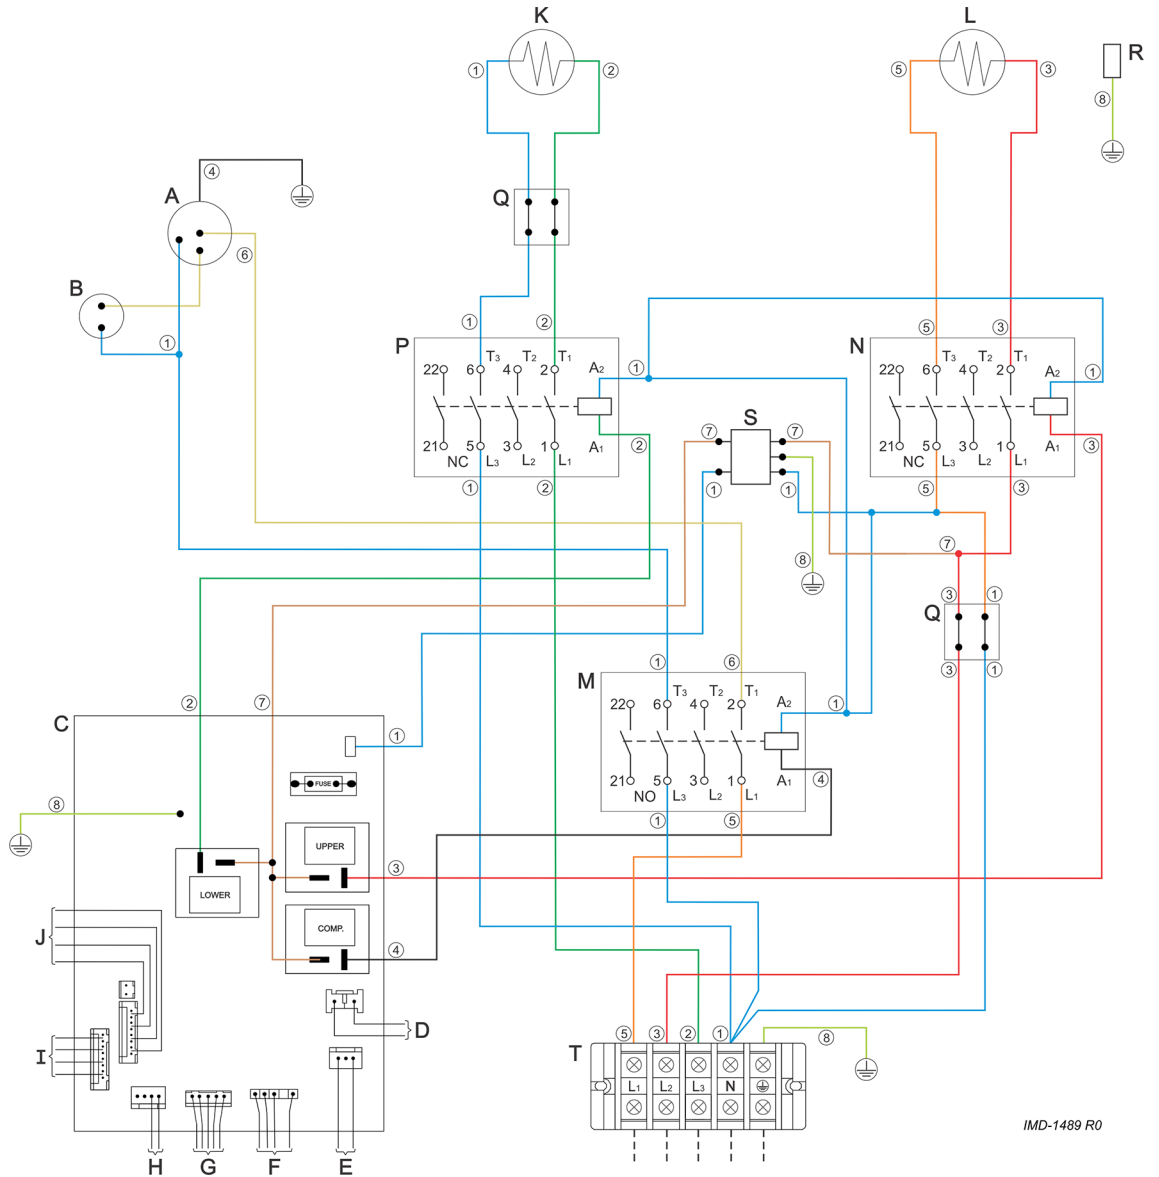 K
L
R
① ② ⑤ ③ ⑧
A
④
Q
B
⑥
①
① ② ⑤ ③
P
22 6 T3 4 T2 2 T1 A2 ①
21 5 3 1 A1 ②
NC L3 L2 L1
① ②
N
22 6 T3 4 T2 2 T1 A2 ①
21 5 3 1 A1 ③
NC L3 L2 L1
⑤ ③
S
⑦ ⑦
① ①
⑧
⑦
③ ①
Q
③ ①
① ⑥
M
22 6 T3 4 T2 2 T1 A2 ①
21 5 3 1 A1 ④
NO L3 L2 L1
① ⑤
② ⑦
C
①
FUSE
⑧
UPPER
③
LOWER
COMP.
④
J
D
I
H
G
F
E
⑤ ③ ② ① ⑧
T
L1 L2 L3 N
IMD-1489 R0